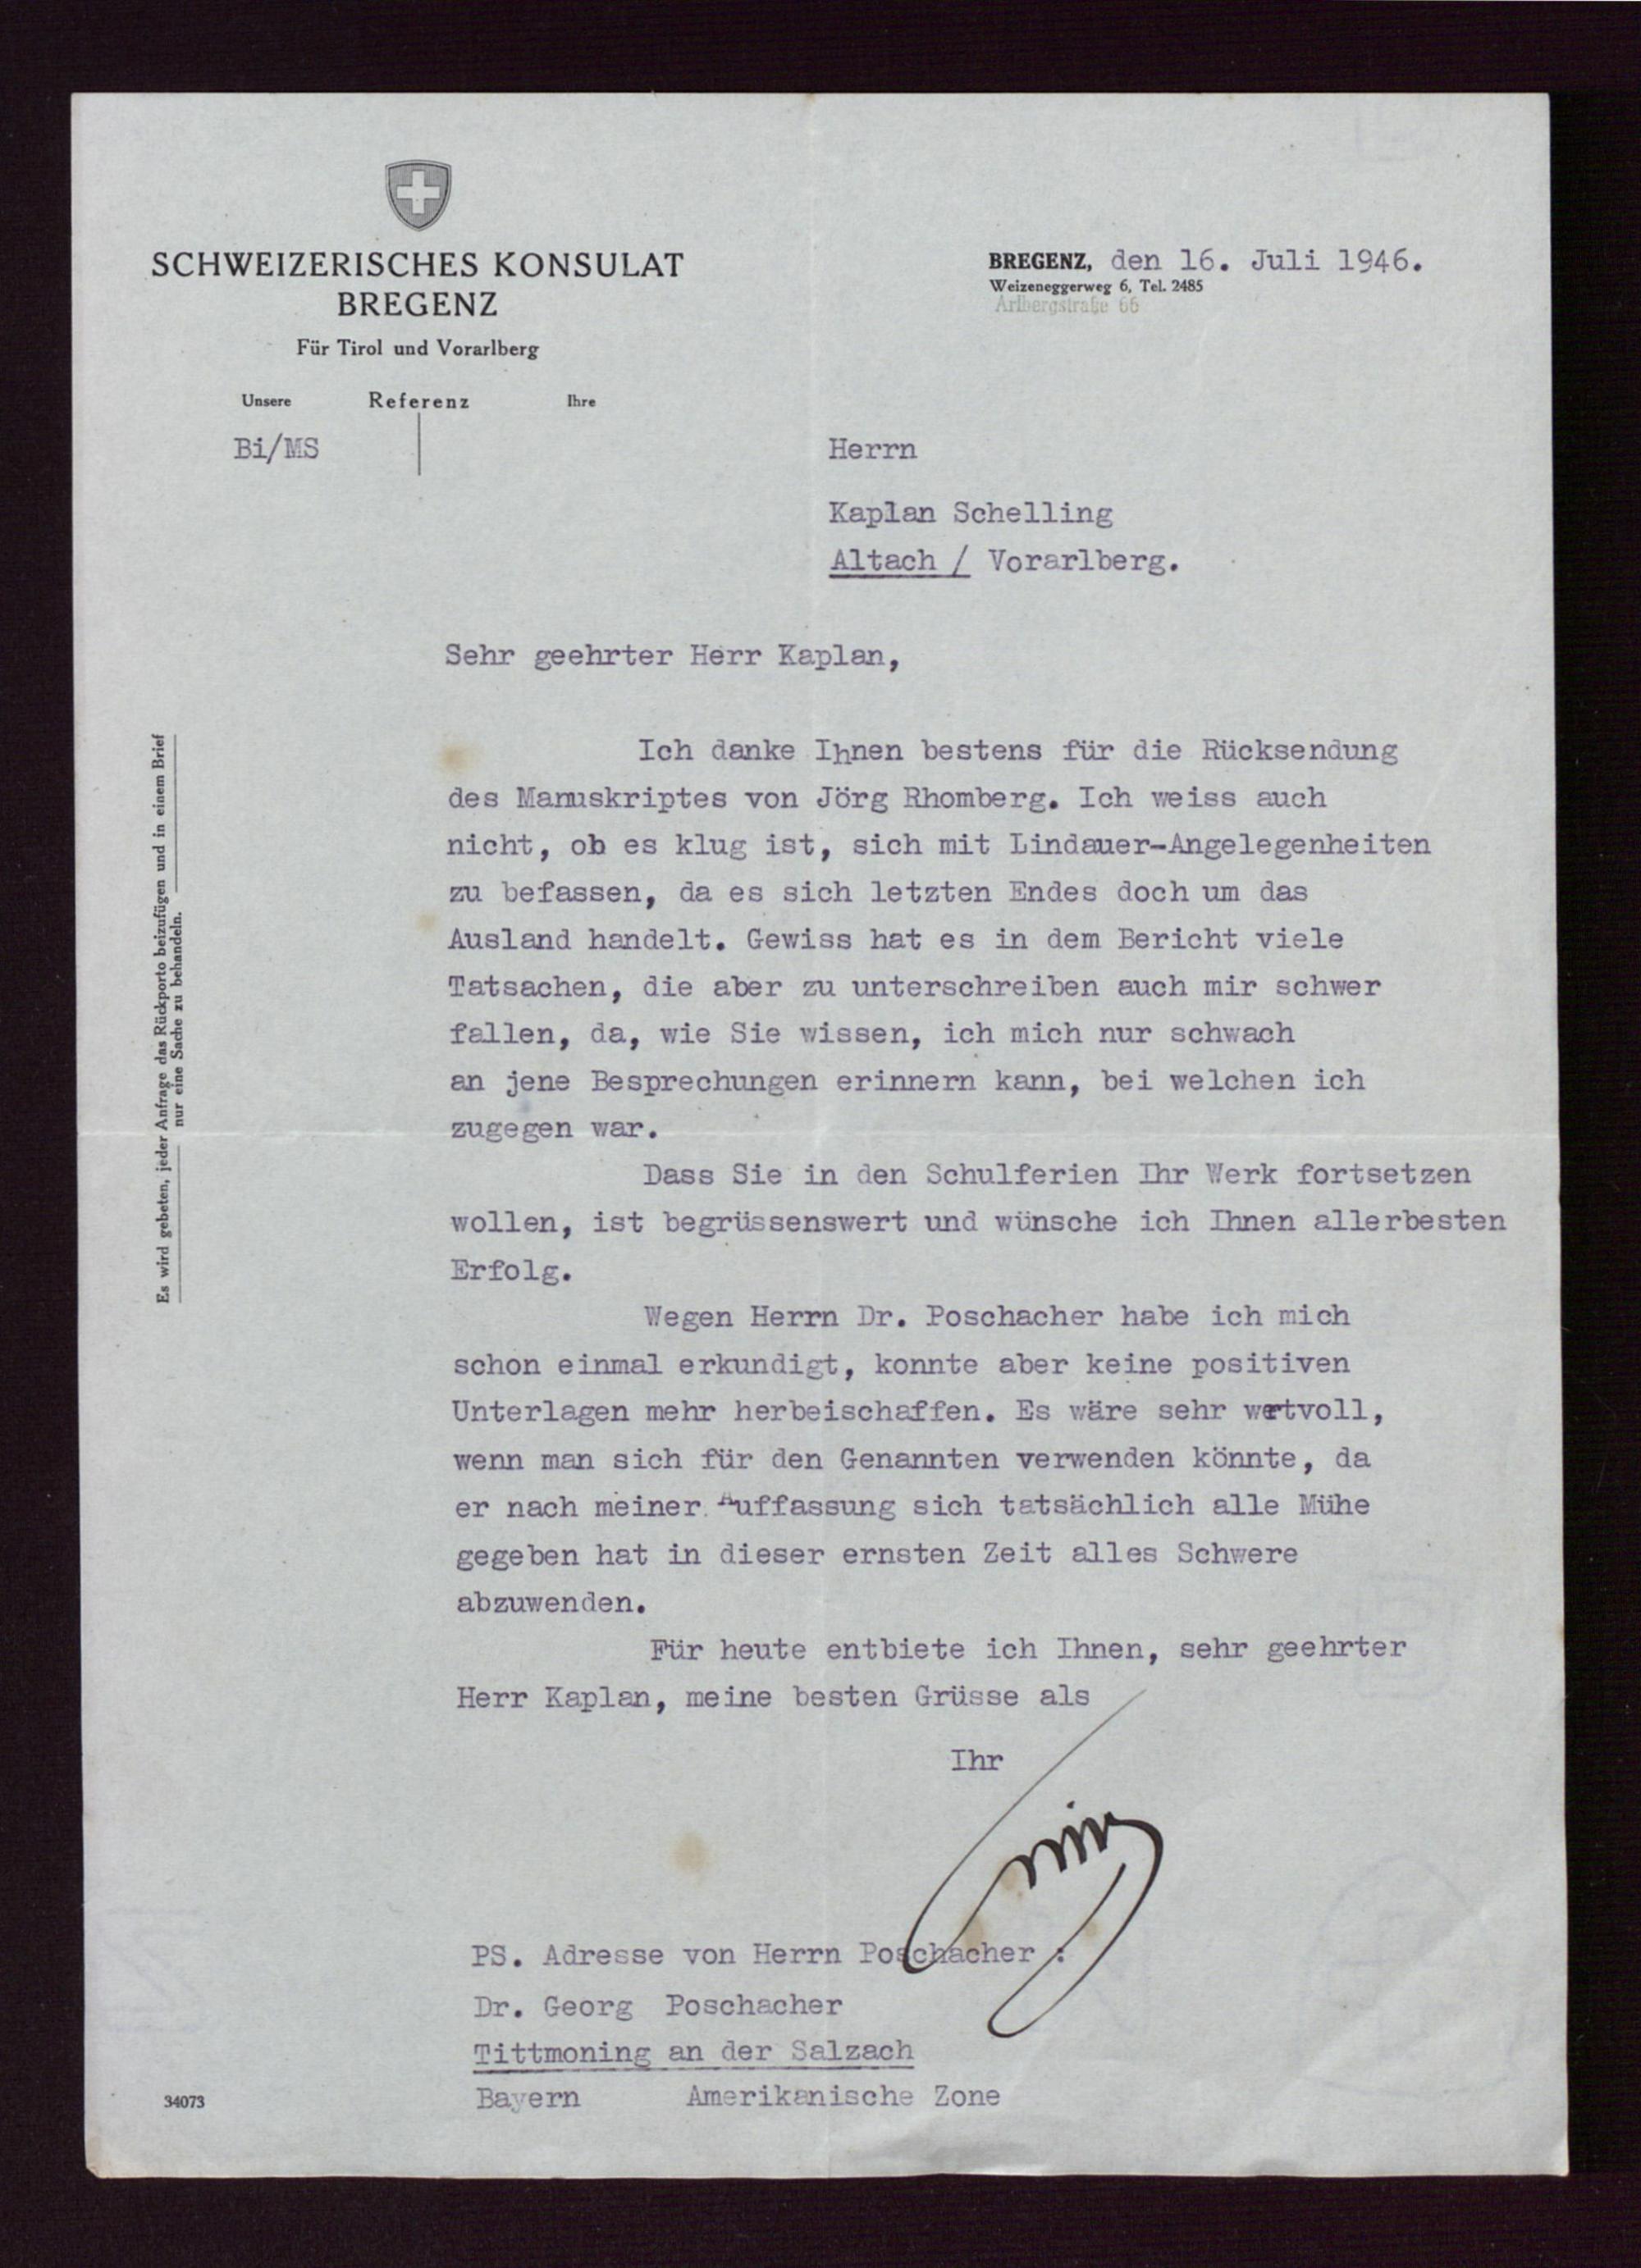 SCHWEIZERISCHES KONSULAT
BREGENZ
Für Tirol und Vorarlberg
BREGENZ, den 16. Juli 1946.
Weizeneggerweg 6, Tel. 2485
Arlbergstraße 66
Unsere Referenz Ihre
Bi/MS
Herrn
Kaplan Schelling
Altach / Vorarlberg.
Sehr geehrter Herr Kaplan,
Es wird gebeten, jeder Anfrage das Rückporto beizufügen und in einem Brief
nur eine Sache zu behandeln.
Ich danke Ihnen bestens für die Rücksendung
des Manuskriptes von Jörg Rhomberg. Ich weiss auch
nicht, ob es klug ist, sich mit Lindauer-Angelegenheiten
zu befassen, da es sich letzten Endes doch um das
Ausland handelt. Gewiss hat es in dem Bericht viele
Tatsachen, die aber zu unterschreiben auch mir schwer
fallen, da, wie Sie wissen, ich mich nur schwach
an jene Besprechungen erinnern kann, bei welchen ich
zugegen war.
Dass Sie in den Schulferien Ihr Werk fortsetzen
wollen, ist begrüssenswert und wünsche ich Ihnen allerbesten
Erfolg.
Wegen Herrn Dr. Poschacher habe ich mich
schon einmal erkundigt, konnte aber keine positiven
Unterlagen mehr herbeischaffen. Es wäre sehr wertvoll,
wenn man sich für den Genannten verwenden könnte, da
er nach meiner Auffassung sich tatsächlich alle Mühe
gegeben hat in dieser ernsten Zeit alles Schwere
abzuwenden.
Für heute entbiete ich Ihnen, sehr geehrter
Herr Kaplan, meine besten Grüsse als
Ihr
PS. Adresse von Herrn Poschacher :
Dr. Georg Poschacher
Tittmoning an der Salzach
Bayern Amerikanische Zone
34073